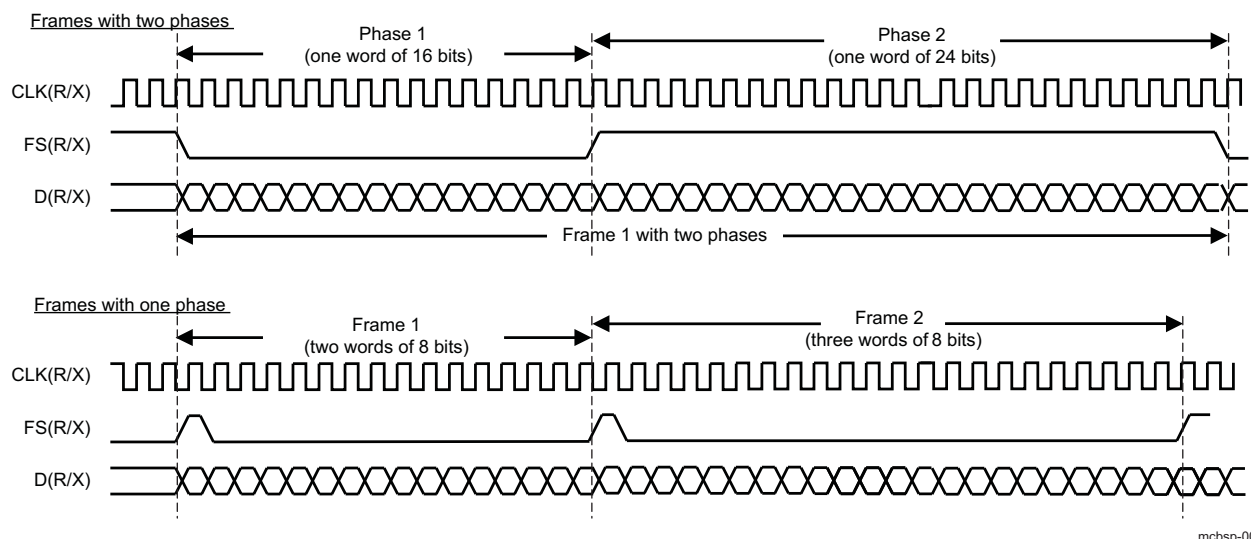 Frames with two phases
Phase 1
(one word of 16 bits)
Phase 2
(one word of 24 bits)
CLK(R/X)
FS(R/X)
D(R/X)
Frame 1 with two phases
Frames with one phase
Frame 1
(two words of 8 bits)
Frame 2
(three words of 8 bits)
CLK(R/X)
FS(R/X)
D(R/X)